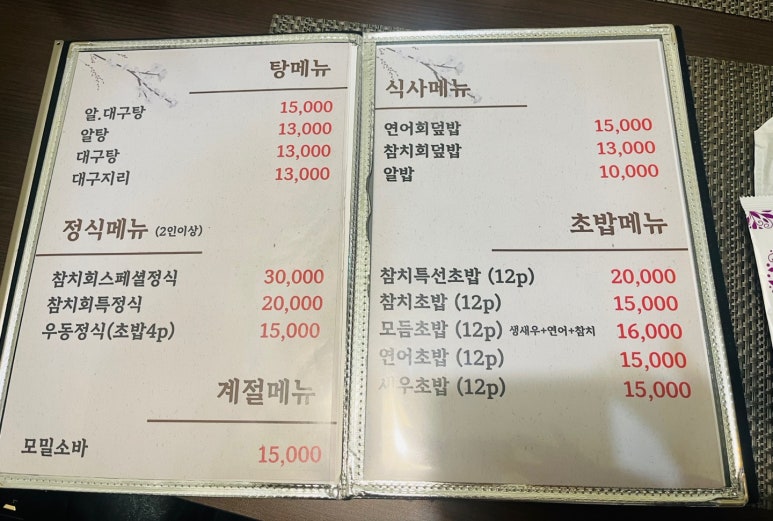 탕메뉴
알.대구탕 15,000
알탕 13,000
대구탕 13,000
대구지리 13,000
정식메뉴 (2인이상)
참치회스페셜정식 30,000
참치회특정식 20,000
우동정식(초밥4p) 15,000
계절메뉴
모밀소바 15,000
식사메뉴
연어회덮밥 15,000
참치회덮밥 13,000
알밥 10,000
초밥메뉴
참치특선초밥 (12p) 20,000
참치초밥 (12p) 15,000
모듬초밥 (12p) 생새우+연어+참치 16,000
연어초밥 (12p) 15,000
새우초밥 (12p) 15,000